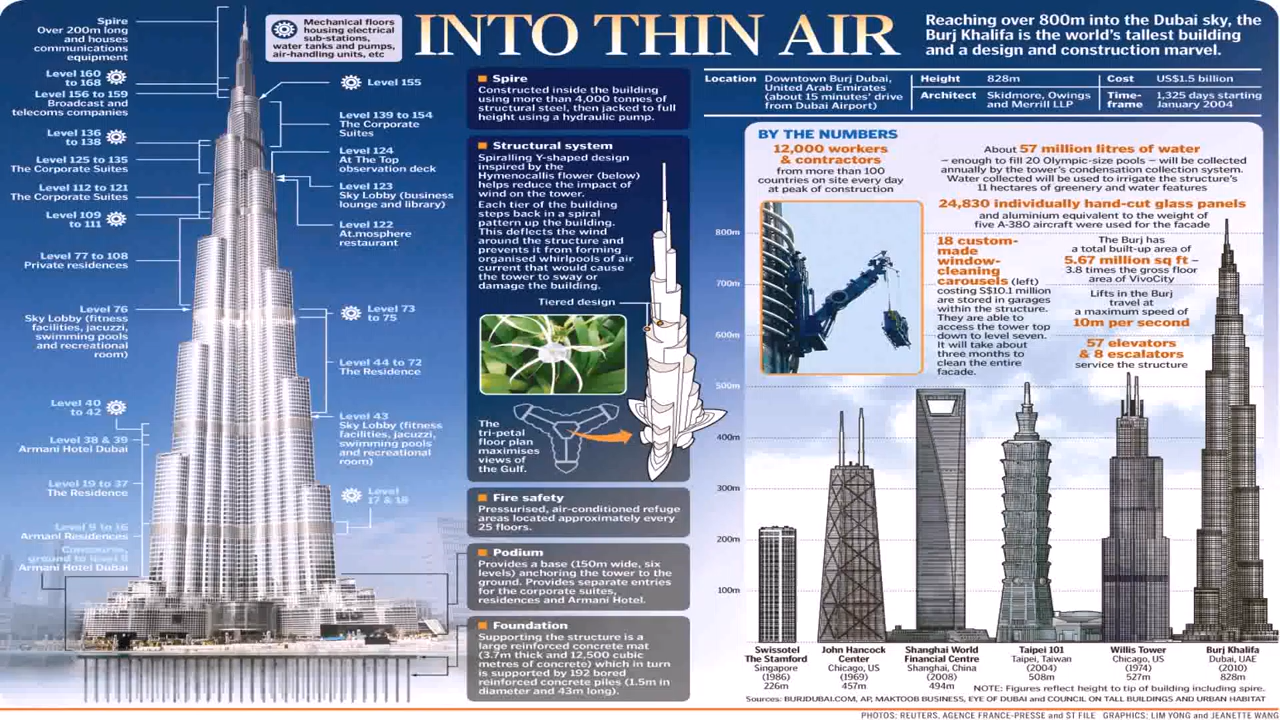 INTO THIN AIR
Reaching over 800m into the Dubai sky, the
Burj Khalifa is the world's tallest building
and a design and construction marvel.
Spire
Over 200m long
and houses
communications
equipment
Level 160
to 168
Level 156 to 159
Broadcast and
telecoms companies
Level 136
to 138
Level 125 to 135
The Corporate Suites
Level 112 to 121
The Corporate Suites
Level 109
to 111
Level 77 to 108
Private residences
Level 76
Sky Lobby (fitness
facilities, jacuzzi,
swimming pools
and recreational
room)
Level 40
to 42
Level 38 & 39
Armani Hotel Dubai
Level 19 to 37
The Residence
Level 9 to 16
Armani Residences
Concourse,
ground to level 8
Armani Hotel Dubai
Mechanical floors
housing electrical
sub-stations,
water tanks and pumps,
air-handling units, etc
Level 155
Level 139 to 154
The Corporate
Suites
Level 124
At The Top
observation deck
Level 123
Sky Lobby (business
lounge and library)
Level 122
At.mosphere
restaurant
Level 73
to 75
Level 44 to 72
The Residence
Level 43
Sky Lobby (fitness
facilities, jacuzzi,
swimming pools
and recreational
room)
Level
17 & 18
Spire
Constructed inside the building
using more than 4,000 tonnes of
structural steel, then jacked to full
height using a hydraulic pump.
Structural system
Spiralling Y-shaped design
inspired by the
Hymenocallis flower (below)
helps reduce the impact of
wind on the tower.
Each tier of the building
steps back in a spiral
pattern up the building.
This deflects the wind
around the structure and
prevents it from forming
organised whirlpools of air
current that would cause
the tower to sway or
damage the building.
Tiered design
The
tri-petal
floor plan
maximises
views of
the Gulf.
Fire safety
Pressurised, air-conditioned refuge
areas located approximately every
25 floors.
Podium
Provides a base (150m wide, six
levels) anchoring the tower to the
ground. Provides separate entries
for the corporate suites,
residences and Armani Hotel.
Foundation
Supporting the structure is a
large reinforced concrete mat
(3.7m thick and 12,500 cubic
metres of concrete) which in turn
is supported by 192 bored
reinforced concrete piles (1.5m in
diameter and 43m long).
Location
Downtown Burj Dubai,
United Arab Emirates
(about 15 minutes' drive
from Dubai Airport)
Height 828m
Architect Skidmore, Owings
and Merrill LLP
Cost US$1.5 billion
Time-
frame
1,325 days starting
January 2004
BY THE NUMBERS
12,000 workers
& contractors
from more than 100
countries on site every day
at peak of construction
About 57 million litres of water
– enough to fill 20 Olympic-size pools – will be collected
annually by the tower's condensation collection system.
Water collected will be used to irrigate the structure's
11 hectares of greenery and water features
24,830 individually hand-cut glass panels
and aluminium equivalent to the weight of
five A-380 aircraft were used for the facade
18 custom-
made
window-
cleaning
carousels (left)
costing S$10.1 million
are stored in garages
within the structure.
They are able to
access the tower top
down to level seven.
It will take about
three months to
clean the entire
facade.
The Burj has
a total built-up area of
5.67 million sq ft –
3.8 times the gross floor
area of VivoCity
Lifts in the Burj
travel at
a maximum speed of
10m per second
57 elevators
& 8 escalators
service the structure
800m
700m
600m
500m
400m
300m
200m
100m
Swissotel
The Stamford
Singapore
(1986)
226m
John Hancock
Center
Chicago, US
(1969)
457m
Shanghai World
Financial Centre
Shanghai, China
(2008)
494m
Taipei 101
Taipei, Taiwan
(2004)
508m
Willis Tower
Chicago, US
(1974)
527m
Burj Khalifa
Dubai, UAE
(2010)
828m
NOTE: Figures reflect height to tip of building including spire.
Sources: BURJDUBAI.COM, AP, MAKTOOB BUSINESS, EYE OF DUBAI and COUNCIL ON TALL BUILDINGS AND URBAN HABITAT
PHOTOS: REUTERS, AGENCE FRANCE-PRESSE and ST FILE GRAPHICS: LIM YONG and JEANETTE WANG